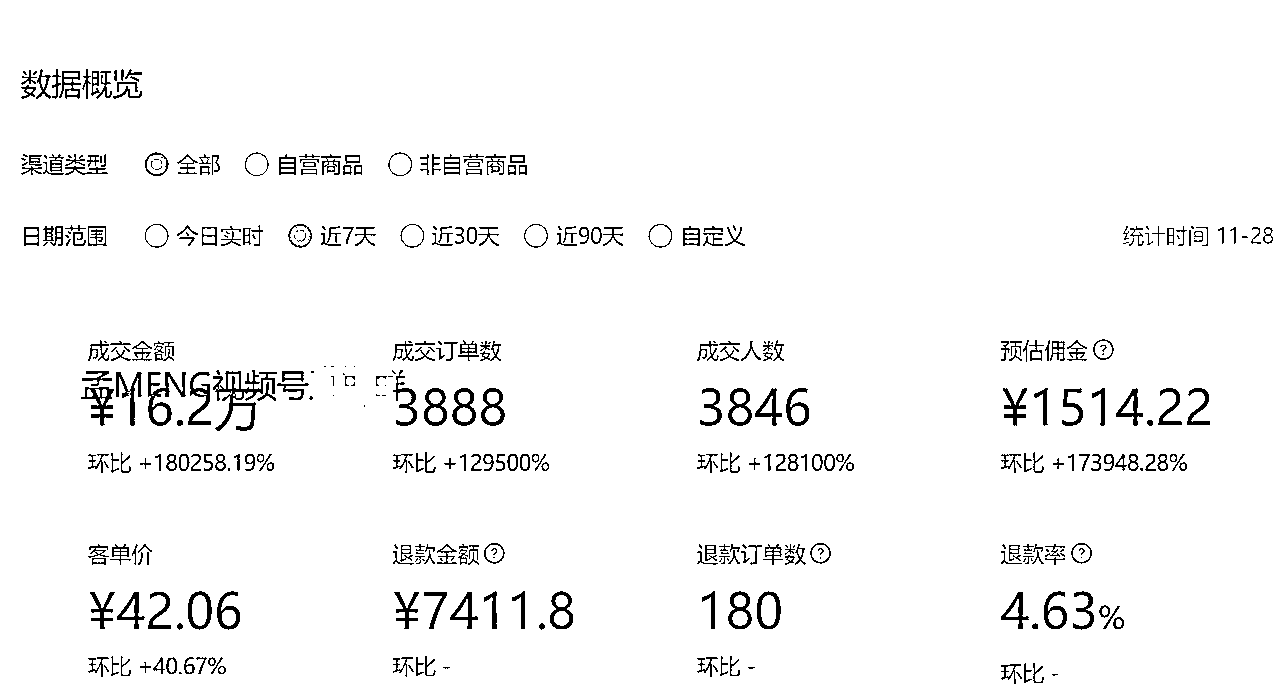 数据概览
渠道类型 全部 自营商品 非自营商品
日期范围 今日实时 近7天 近30天 近90天 自定义 统计时间 11-28
成交金额 成交订单数 成交人数 预估佣金?
孟MENG视频号
¥16.2万 3888 3846 ¥1514.22
环比 +180258.19% 环比 +129500% 环比 +128100% 环比 +173948.28%
客单价 退款金额? 退款订单数? 退款率?
¥42.06 ¥7411.8 180 4.63%
环比 +40.67% 环比 - 环比 - 环比 -